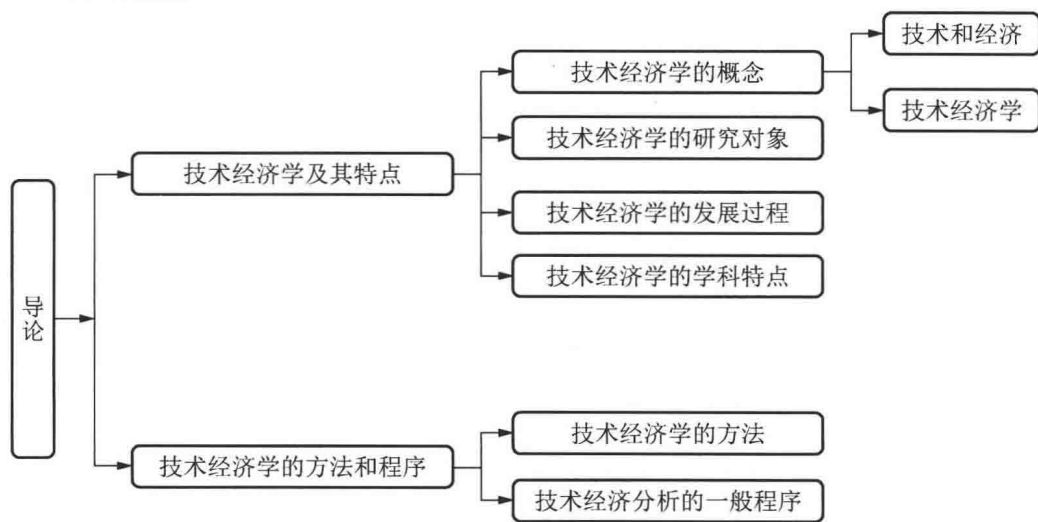 导论
技术经济学及其特点
技术经济学的概念
技术和经济
技术经济学
技术经济学的研究对象
技术经济学的发展过程
技术经济学的学科特点
技术经济学的方法和程序
技术经济学的方法
技术经济分析的一般程序